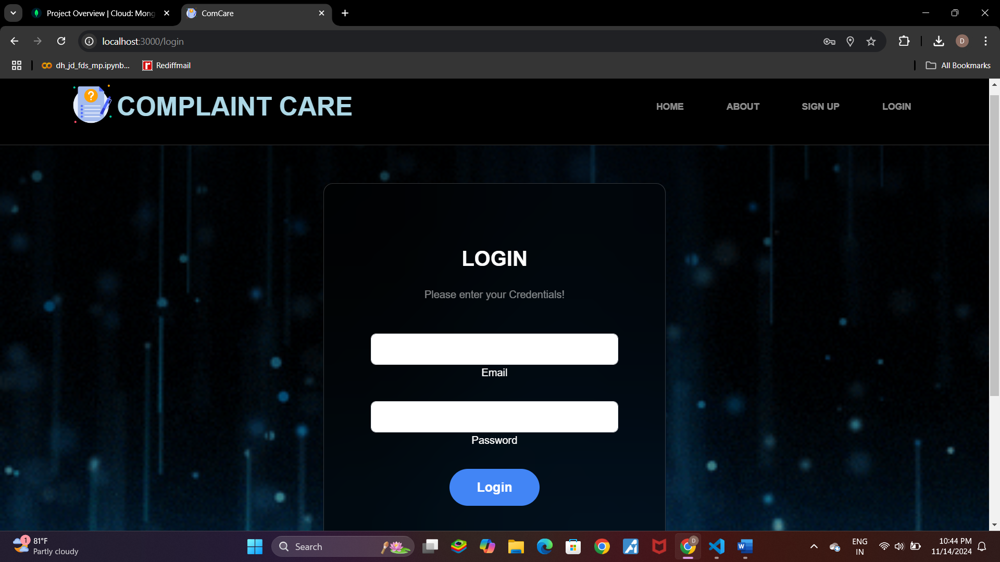 Project Overview | Cloud: Mong
ComCare
localhost:3000/login
D
dh_jd_fds_mp.ipynb...
Rediffmail
All Bookmarks
?
COMPLAINT CARE
HOME
ABOUT
SIGN UP
LOGIN
LOGIN
Please enter your Credentials!
Email
Password
Login
1
81°F
Partly cloudy
Search
D
W
ENG
IN
10:44 PM
11/14/2024